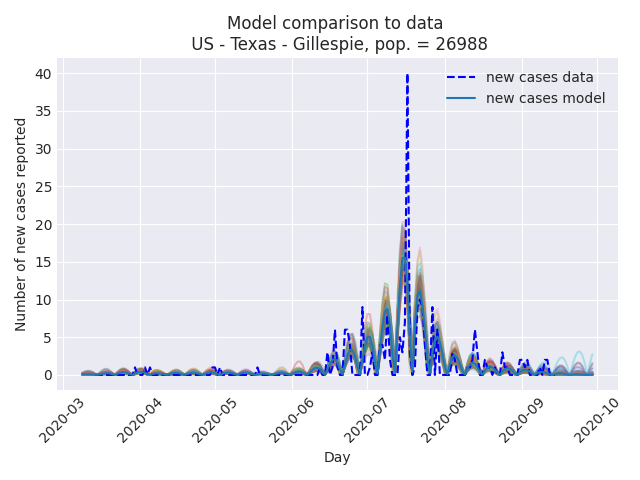 Model comparison to data
US - Texas - Gillespie, pop. = 26988
new cases data
new cases model
Number of new cases reported
40
35
30
25
20
15
10
5
0
2020-03
2020-04
2020-05
2020-06
2020-07
2020-08
2020-09
2020-10
Day